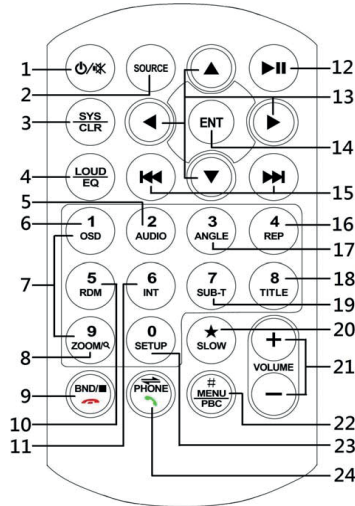 1
SOURCE
12
2
13
3
SYS
CLR
ENT
14
4
LOUD
EQ
15
5
6
1
OSD
2
AUDIO
3
ANGLE
4
REP
16
17
7
5
RDM
6
INT
7
SUB-T
8
TITLE
18
19
8
9
ZOOM/
0
SETUP
★
SLOW
20
+
VOLUME
−
21
9
BND/■
PHONE
#
MENU
PBC
10
22
11
23
24